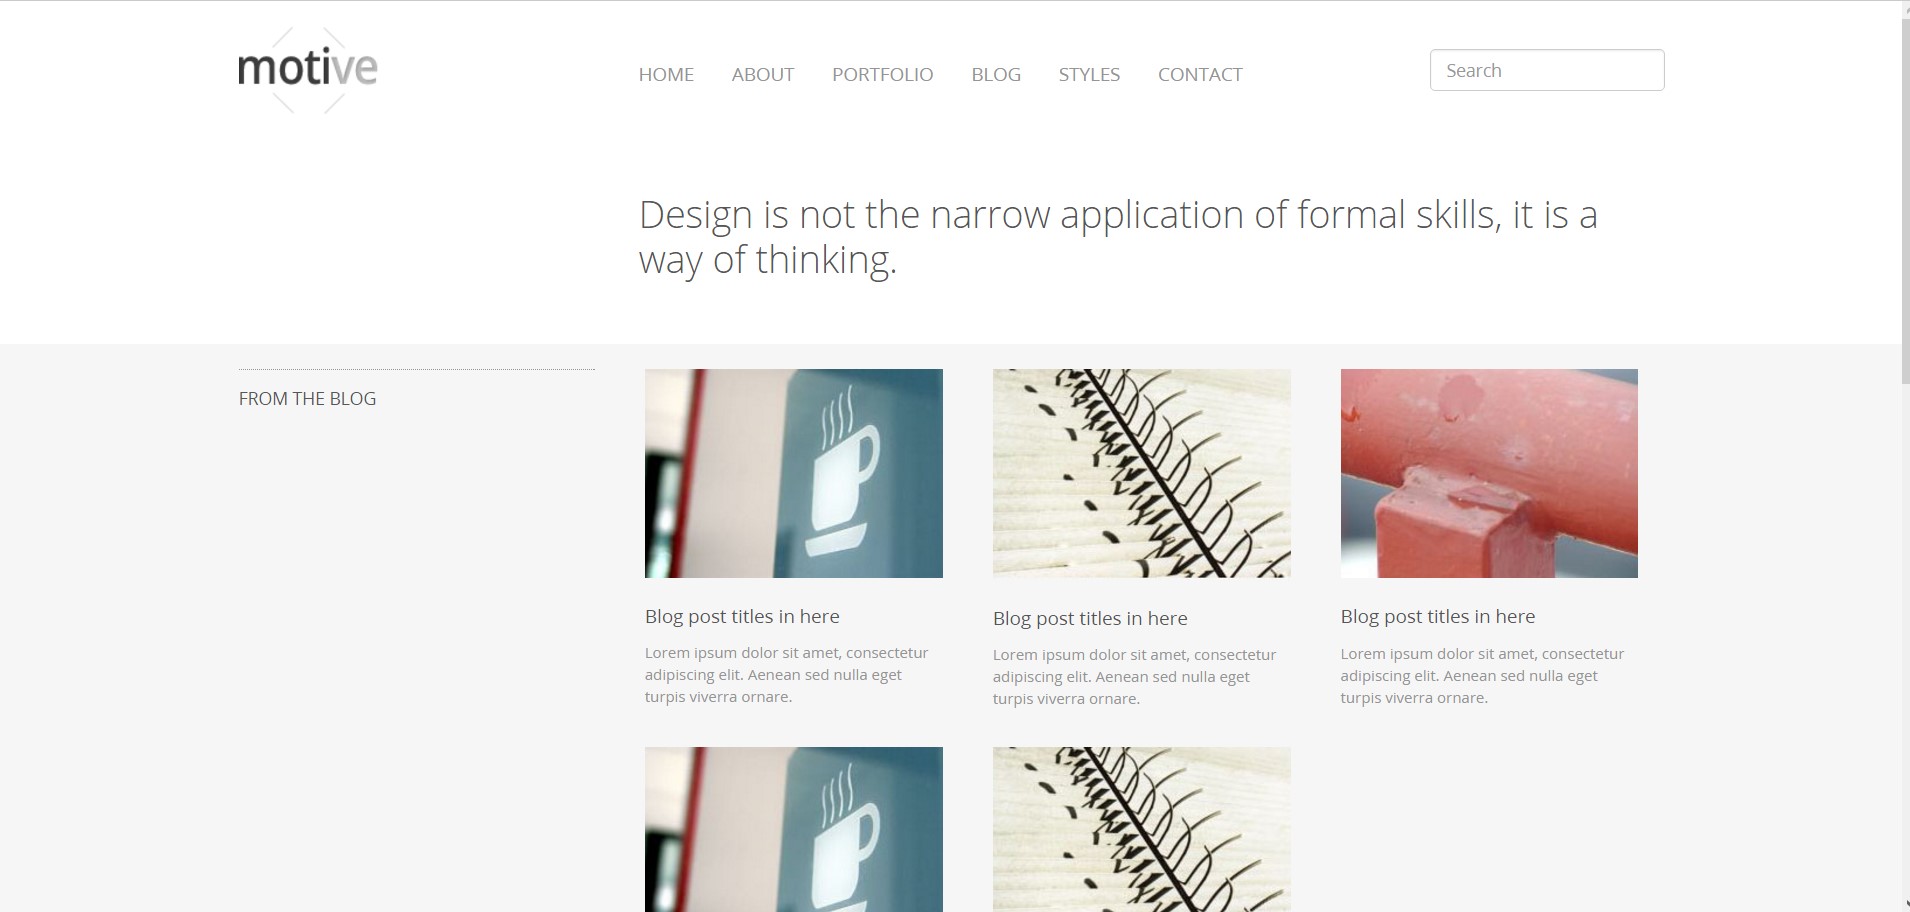 motive
HOME ABOUT PORTFOLIO BLOG STYLES CONTACT
Search
Design is not the narrow application of formal skills, it is a
way of thinking.
FROM THE BLOG
Blog post titles in here
Lorem ipsum dolor sit amet, consectetur
adipiscing elit. Aenean sed nulla eget
turpis viverra ornare.
Blog post titles in here
Lorem ipsum dolor sit amet, consectetur
adipiscing elit. Aenean sed nulla eget
turpis viverra ornare.
Blog post titles in here
Lorem ipsum dolor sit amet, consectetur
adipiscing elit. Aenean sed nulla eget
turpis viverra ornare.